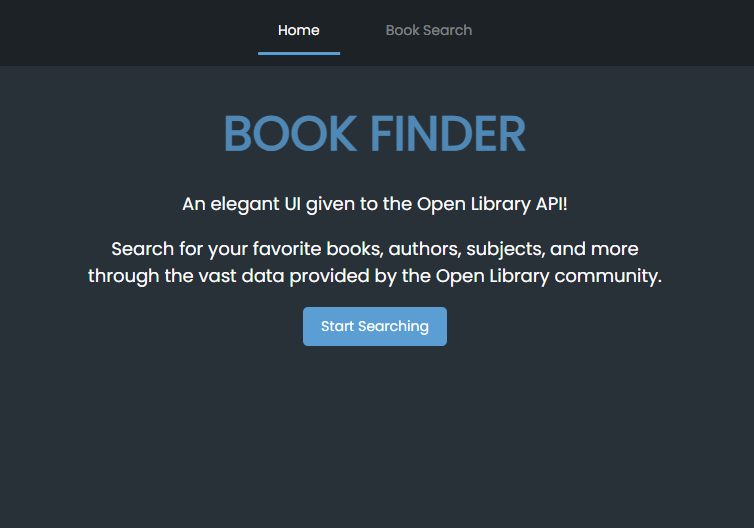 Home
Book Search
BOOK FINDER
An elegant UI given to the Open Library API!
Search for your favorite books, authors, subjects, and more
through the vast data provided by the Open Library community.
Start Searching